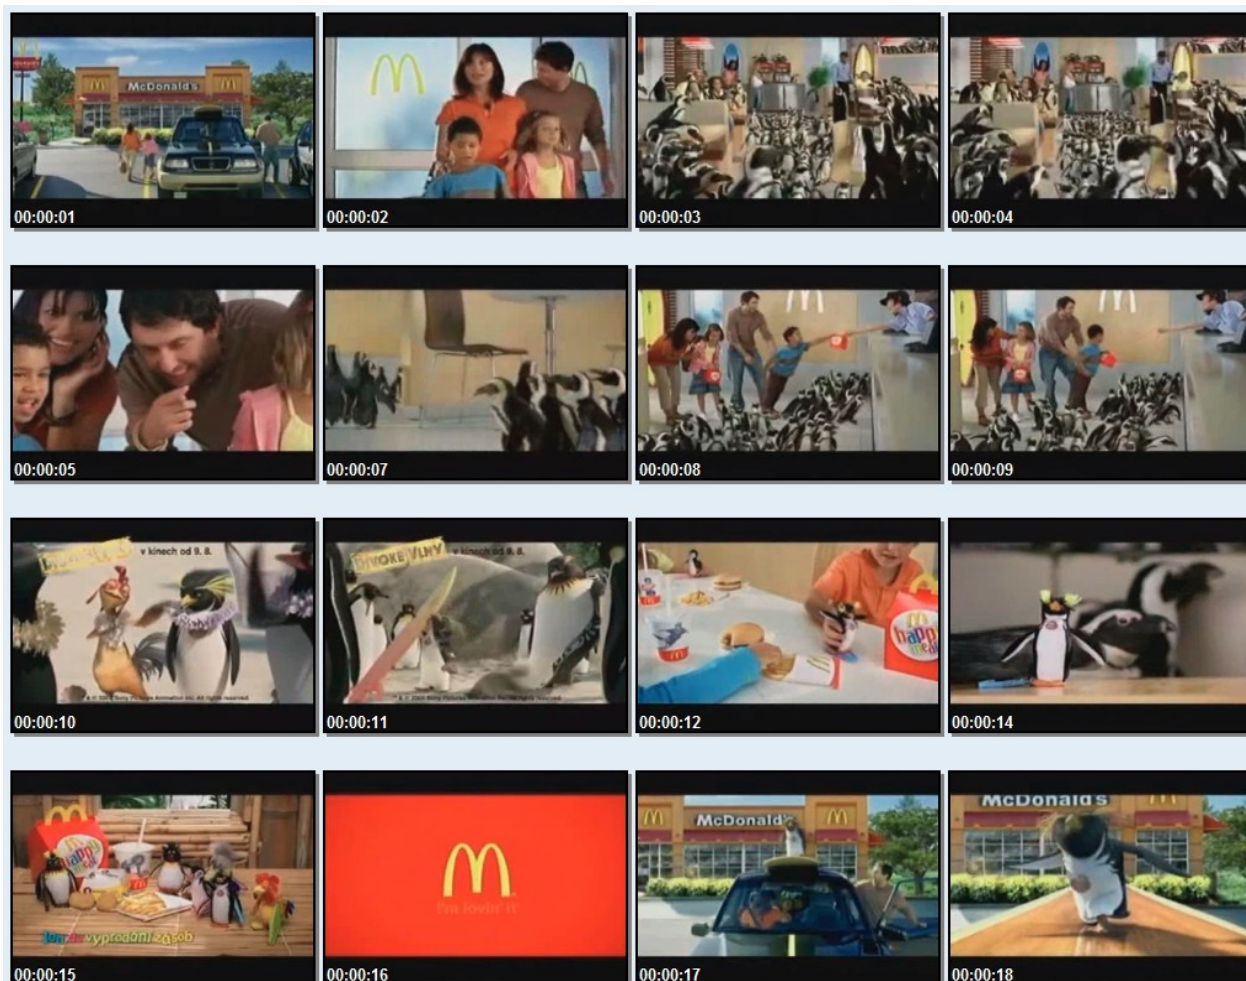 McDonald's
00:00:01
00:00:02
00:00:03
00:00:04
00:00:05
00:00:07
00:00:08
00:00:09
v kinech od 9. 8.
00:00:10
DIVOKÉ VLNY v kinech od 9. 8.
00:00:11
happy meal
00:00:12
00:00:14
happy meal
Jen do vyprodání zásob
00:00:15
i'm lovin' it
00:00:16
McDonald's
00:00:17
McDonald's
00:00:18